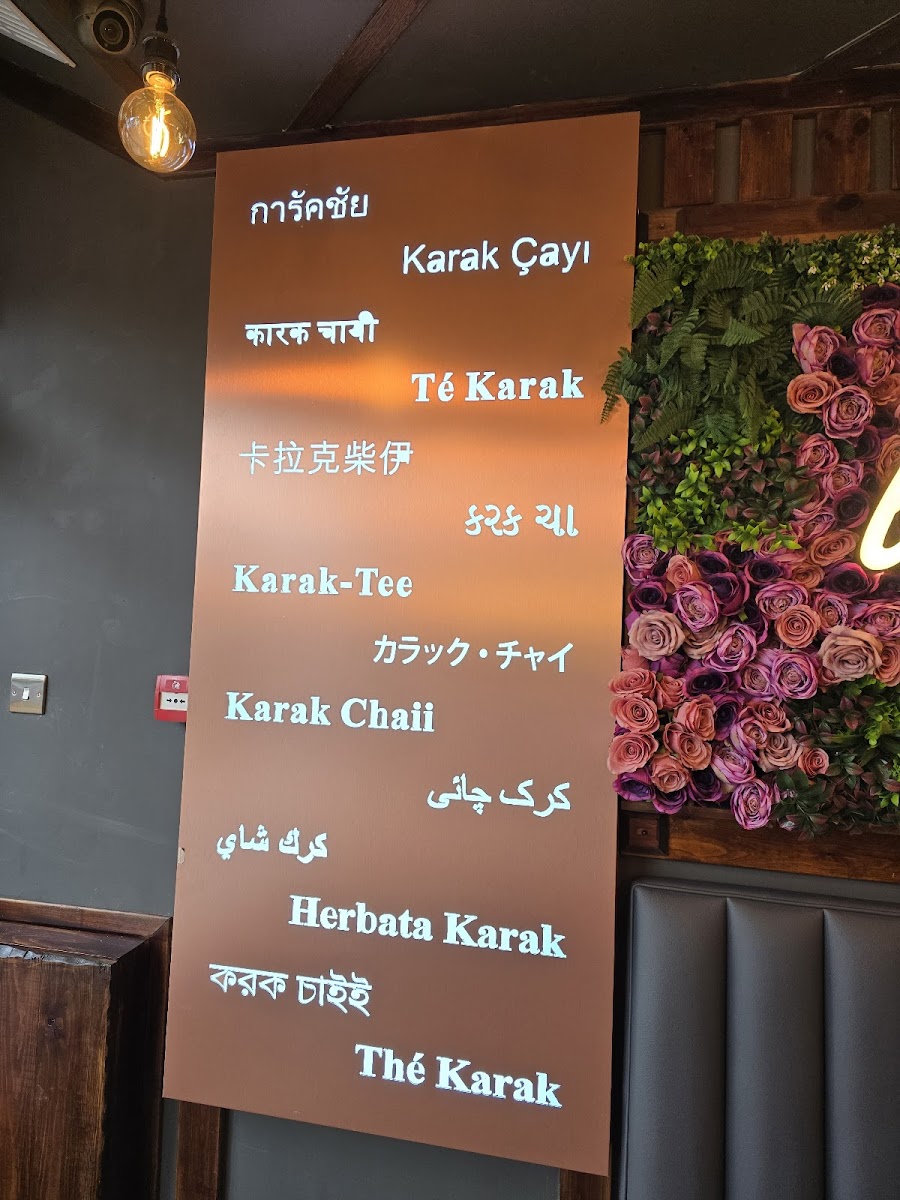 การัคชัย
Karak Çayı
कारक चायी
Té Karak
卡拉克柴伊
કરક ચા
Karak-Tee
カラック・チャイ
Karak Chaii
کرک چائی
كرك شاي
Herbata Karak
করক চাইই
Thé Karak